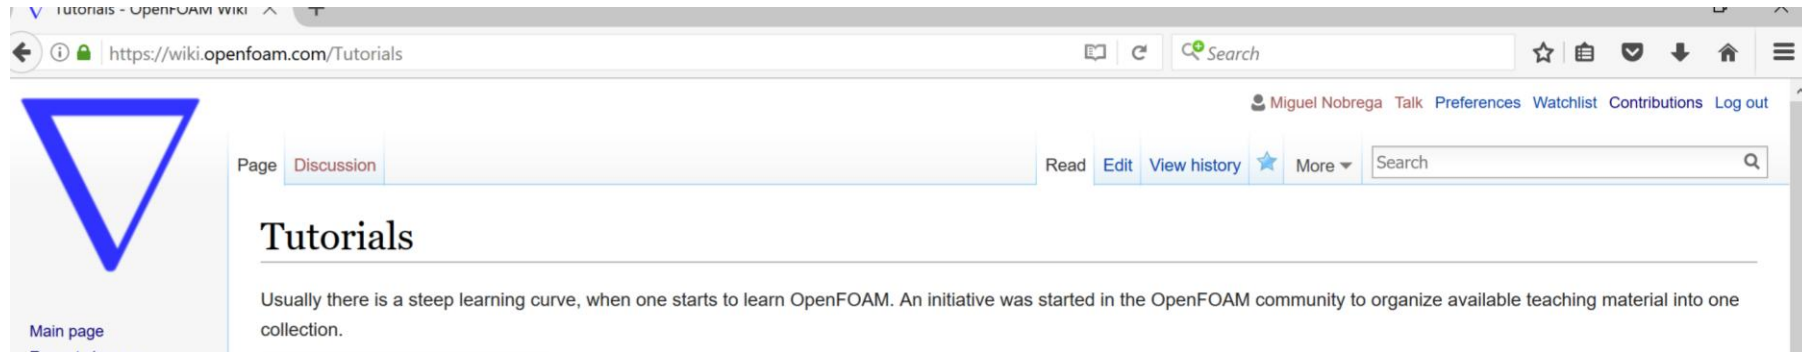 Tutorials - OpenFOAM Wiki
https://wiki.openfoam.com/Tutorials
Search
Miguel Nobrega Talk Preferences Watchlist Contributions Log out
Page Discussion Read Edit View history More Search
Tutorials
Usually there is a steep learning curve, when one starts to learn OpenFOAM. An initiative was started in the OpenFOAM community to organize available teaching material into one
collection.
Main page